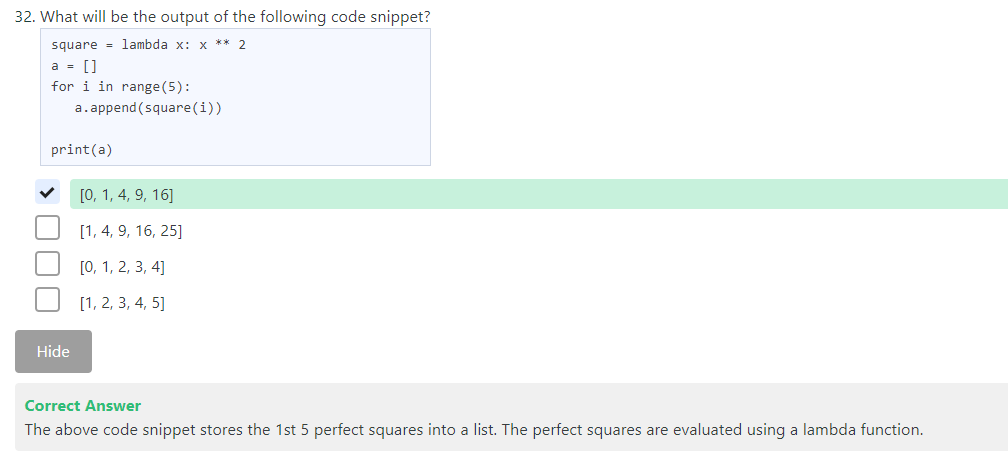 32. What will be the output of the following code snippet?
square = lambda x: x ** 2
a = []
for i in range(5):
   a.append(square(i))
print(a)
[0, 1, 4, 9, 16]
[1, 4, 9, 16, 25]
[0, 1, 2, 3, 4]
[1, 2, 3, 4, 5]
Hide
Correct Answer
The above code snippet stores the 1st 5 perfect squares into a list. The perfect squares are evaluated using a lambda function.